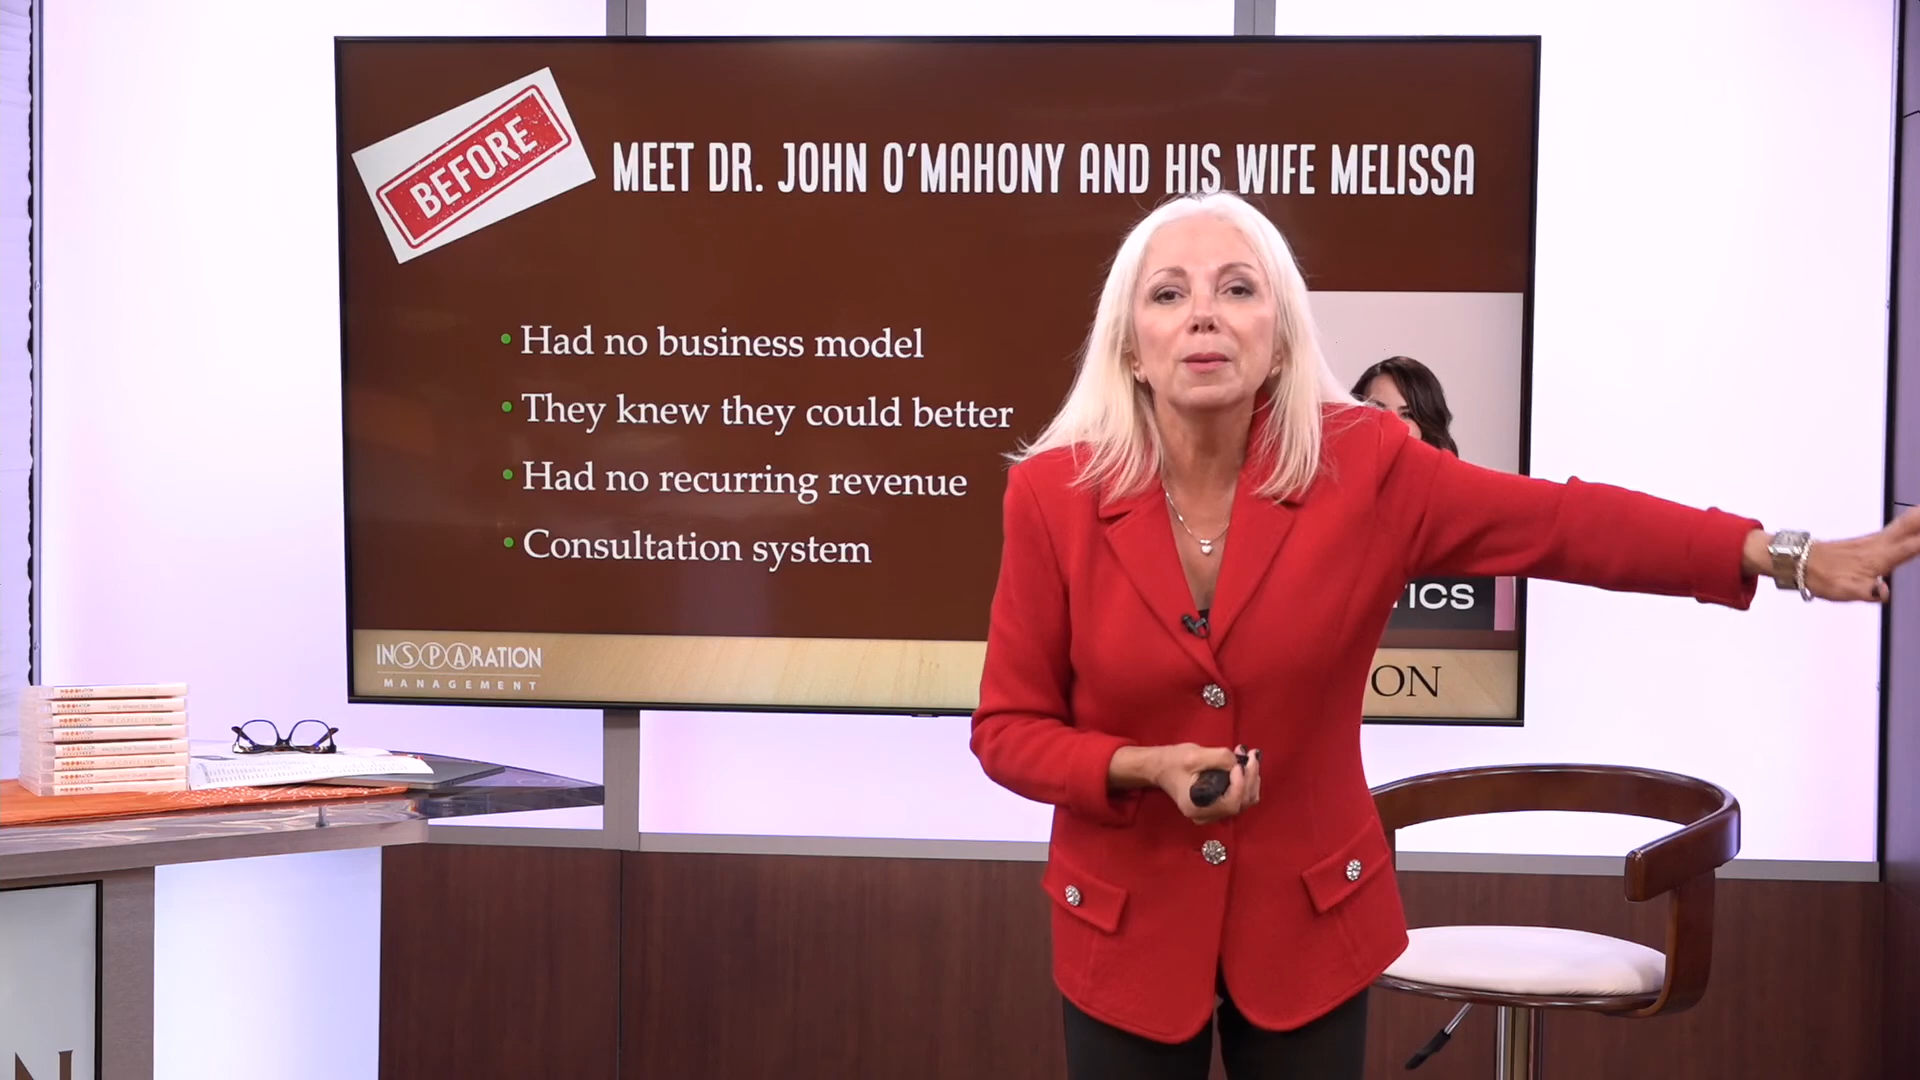 BEFORE
MEET DR. JOHN O'MAHONY AND HIS WIFE MELISSA
• Had no business model
• They knew they could better
• Had no recurring revenue
• Consultation system
TICS
INSPARATION
MANAGEMENT
ON
N